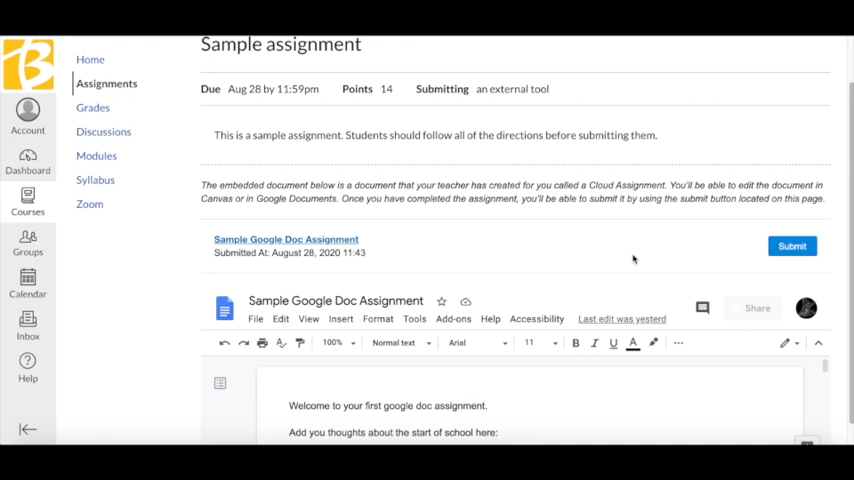 Sample assignment
Home
Assignments
Due Aug 28 by 11:59pm Points 14 Submitting an external tool
Grades
Account
Discussions
This is a sample assignment. Students should follow all of the directions before submitting them.
Modules
Dashboard
Syllabus
The embedded document below is a document that your teacher has created for you called a Cloud Assignment. You'll be able to edit the document in
Canvas or in Google Documents. Once you have completed the assignment, you'll be able to submit it by using the submit button located on this page.
Zoom
Courses
Sample Google Doc Assignment
Submit
Submitted At: August 28, 2020 11:43
Groups
Calendar
Sample Google Doc Assignment
Share
File Edit View Insert Format Tools Add-ons Help Accessibility Last edit was yesterd
Inbox
100% Normal text Arial 11 B I U A
Help
Welcome to your first google doc assignment.
Add you thoughts about the start of school here: